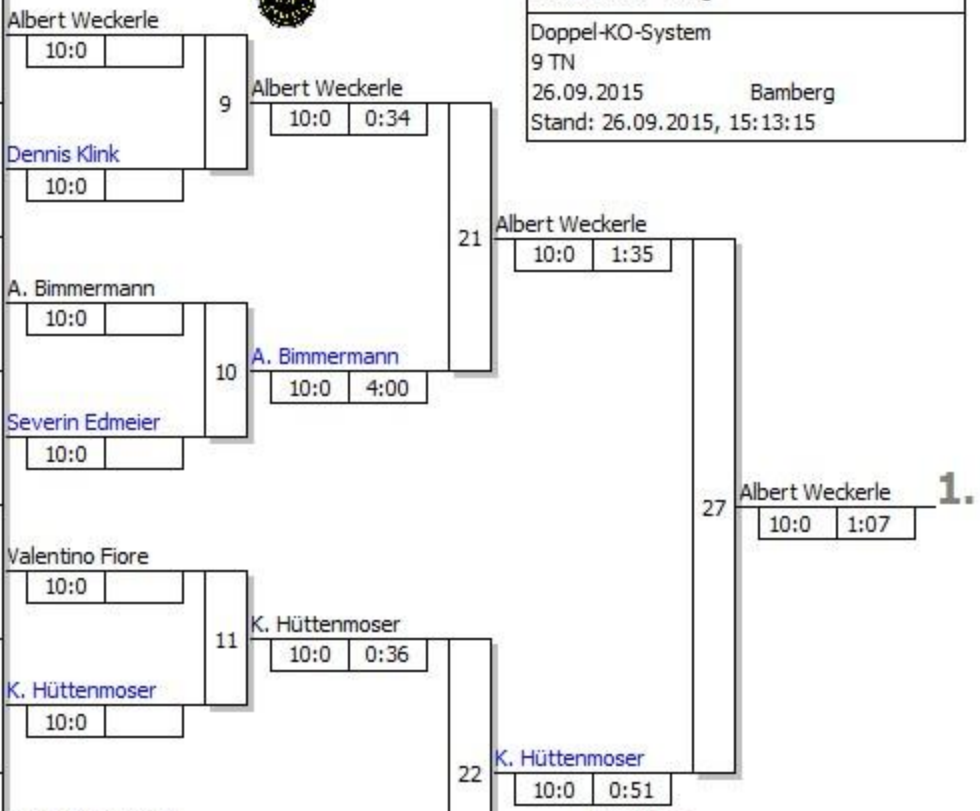 Albert Weckerle
10:0
9
Dennis Klink
10:0
Albert Weckerle
10:0 0:34
Doppel-KO-System
9 TN
26.09.2015 Bamberg
Stand: 26.09.2015, 15:13:15
21
A. Bimmermann
10:0
10
Severin Edmeier
10:0
A. Bimmermann
10:0 4:00
Albert Weckerle
10:0 1:35
27
Albert Weckerle 1.
10:0 1:07
Valentino Fiore
10:0
11
K. Hüttenmoser
10:0
K. Hüttenmoser
10:0 0:36
22
K. Hüttenmoser
10:0 0:51